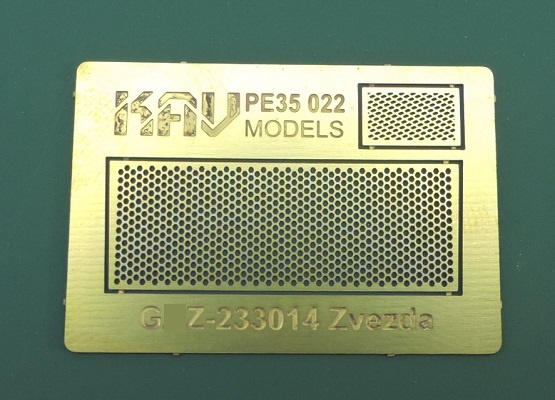 KAV PE35 022
MODELS
G Z-233014 Zvezda